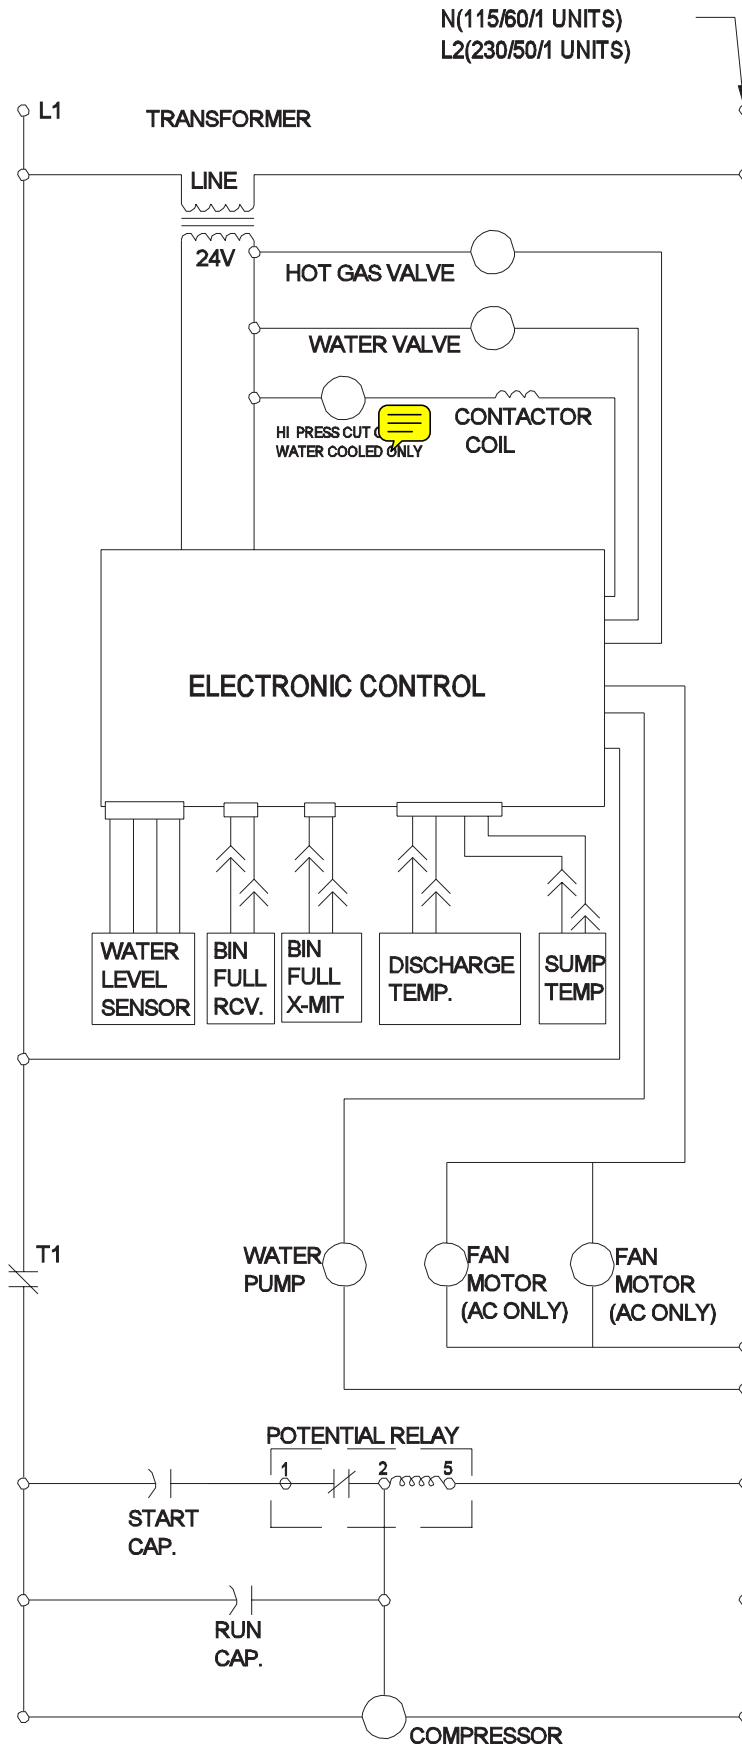 N(115/60/1 UNITS)
L2(230/50/1 UNITS)
L1
TRANSFORMER
LINE
24V
HOT GAS VALVE
WATER VALVE
HI PRESS CUT
WATER COOLED ONLY
CONTACTOR
COIL
ELECTRONIC CONTROL
WATER
LEVEL
SENSOR
BIN
FULL
RCV.
BIN
FULL
X-MIT
DISCHARGE
TEMP.
SUMP
TEMP
T1
WATER
PUMP
FAN
MOTOR
(AC ONLY)
FAN
MOTOR
(AC ONLY)
POTENTIAL RELAY
1
2
5
START
CAP.
RUN
CAP.
COMPRESSOR